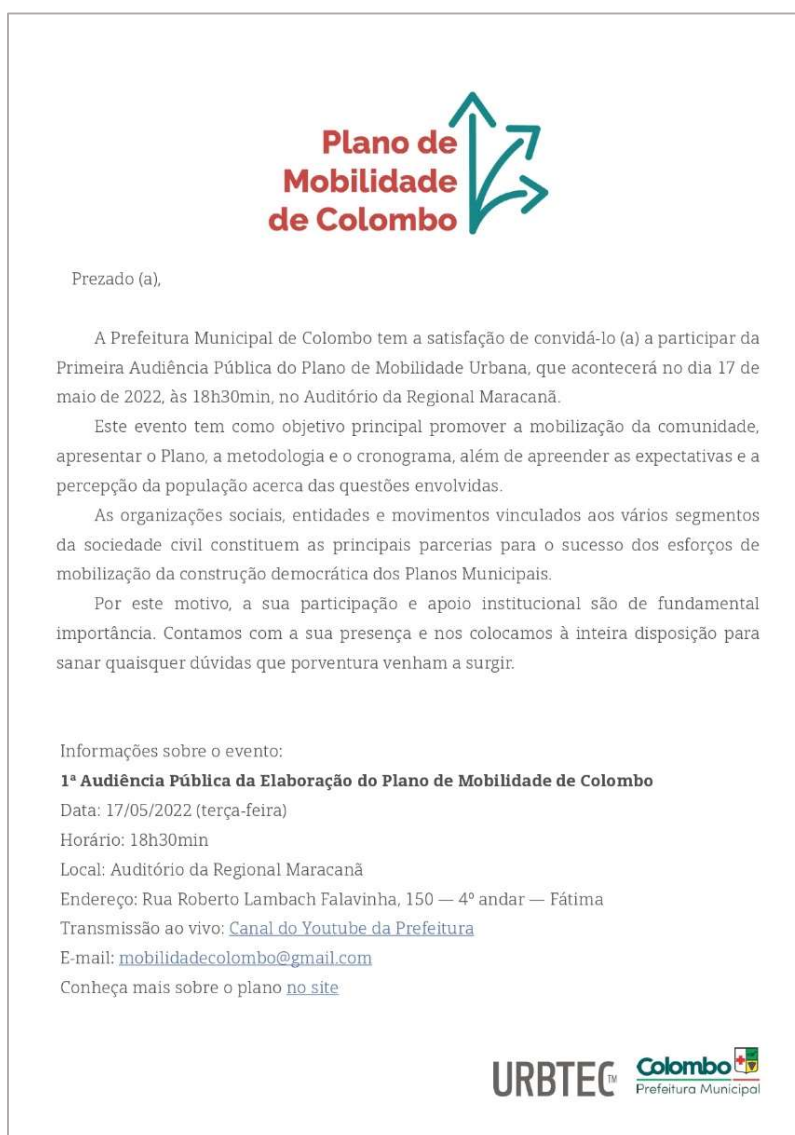 Plano de
Mobilidade
de Colombo
Prezado (a),
A Prefeitura Municipal de Colombo tem a satisfação de convidá-lo (a) a participar da
Primeira Audiência Pública do Plano de Mobilidade Urbana, que acontecerá no dia 17 de
maio de 2022, às 18h30min, no Auditório da Regional Maracanã.
Este evento tem como objetivo principal promover a mobilização da comunidade,
apresentar o Plano, a metodologia e o cronograma, além de apreender as expectativas e a
percepção da população acerca das questões envolvidas.
As organizações sociais, entidades e movimentos vinculados aos vários segmentos
da sociedade civil constituem as principais parcerias para o sucesso dos esforços de
mobilização da construção democrática dos Planos Municipais.
Por este motivo, a sua participação e apoio institucional são de fundamental
importância. Contamos com a sua presença e nos colocamos à inteira disposição para
sanar quaisquer dúvidas que porventura venham a surgir.
Informações sobre o evento:
1ª Audiência Pública da Elaboração do Plano de Mobilidade de Colombo
Data: 17/05/2022 (terça-feira)
Horário: 18h30min
Local: Auditório da Regional Maracanã
Endereço: Rua Roberto Lambach Falavinha, 150 — 4º andar — Fátima
Transmissão ao vivo: Canal do Youtube da Prefeitura
E-mail: mobilidadecolombo@gmail.com
Conheça mais sobre o plano no site
URBTEC™
Colombo
Prefeitura Municipal